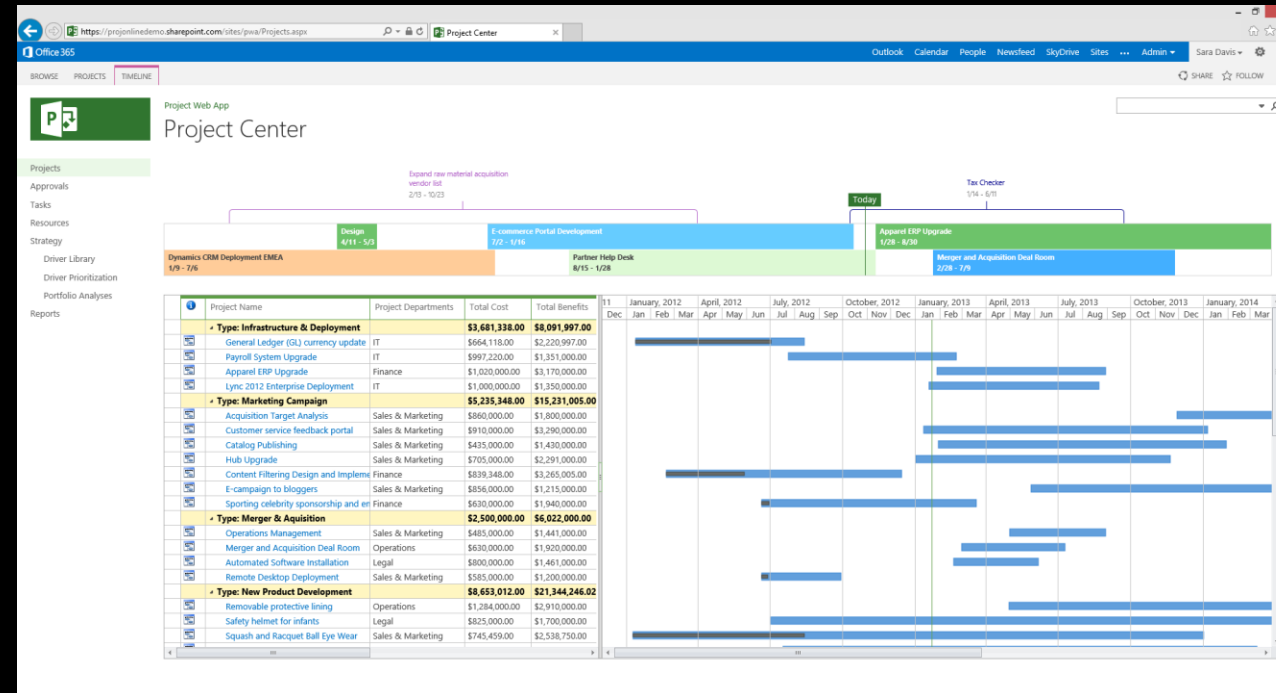 https://projonlinedemo.sharepoint.com/sites/pwa/Projects.aspx
Project Center
Office 365
Outlook Calendar People Newsfeed SkyDrive Sites ... Admin Sara Davis
BROWSE PROJECTS TIMELINE
SHARE FOLLOW
Project Web App
Project Center
Projects
Approvals
Tasks
Resources
Strategy
Driver Library
Driver Prioritization
Portfolio Analyses
Reports
Expand raw material acquisition
vendor list
2/13 - 10/23
Today
Tax Checker
1/14 - 6/11
Design
4/11 - 5/3
E-commerce Portal Development
7/2 - 1/16
Apparel ERP Upgrade
1/28 - 8/30
Dynamics CRM Deployment EMEA
1/9 - 7/6
Partner Help Desk
8/15 - 1/28
Merger and Acquisition Deal Room
2/28 - 7/9
Project Name Project Departments Total Cost Total Benefits
11 January, 2012 April, 2012 July, 2012 October, 2012 January, 2013 April, 2013 July, 2013 October, 2013 January, 2014
Dec Jan Feb Mar Apr May Jun Jul Aug Sep Oct Nov Dec Jan Feb Mar Apr May Jun Jul Aug Sep Oct Nov Dec Jan Feb Mar
Type: Infrastructure & Deployment $3,681,338.00 $8,091,997.00
General Ledger (GL) currency update IT $664,118.00 $2,220,997.00
Payroll System Upgrade IT $997,220.00 $1,351,000.00
Apparel ERP Upgrade Finance $1,020,000.00 $3,170,000.00
Lync 2012 Enterprise Deployment IT $1,000,000.00 $1,350,000.00
Type: Marketing Campaign $5,235,348.00 $15,231,005.00
Acquisition Target Analysis Sales & Marketing $860,000.00 $1,800,000.00
Customer service feedback portal Sales & Marketing $910,000.00 $3,290,000.00
Catalog Publishing Sales & Marketing $435,000.00 $1,430,000.00
Hub Upgrade Sales & Marketing $705,000.00 $2,291,000.00
Content Filtering Design and Impleme Finance $839,348.00 $3,265,005.00
E-campaign to bloggers Sales & Marketing $856,000.00 $1,215,000.00
Sporting celebrity sponsorship and en Finance $630,000.00 $1,940,000.00
Type: Merger & Aquisition $2,500,000.00 $6,022,000.00
Operations Management Sales & Marketing $485,000.00 $1,441,000.00
Merger and Acquisition Deal Room Operations $630,000.00 $1,920,000.00
Automated Software Installation Legal $800,000.00 $1,461,000.00
Remote Desktop Deployment Sales & Marketing $585,000.00 $1,200,000.00
Type: New Product Development $8,653,012.00 $21,344,246.02
Removable protective lining Operations $1,284,000.00 $2,910,000.00
Safety helmet for infants Legal $825,000.00 $1,700,000.00
Squash and Racquet Ball Eye Wear Sales & Marketing $745,459.00 $2,538,750.00